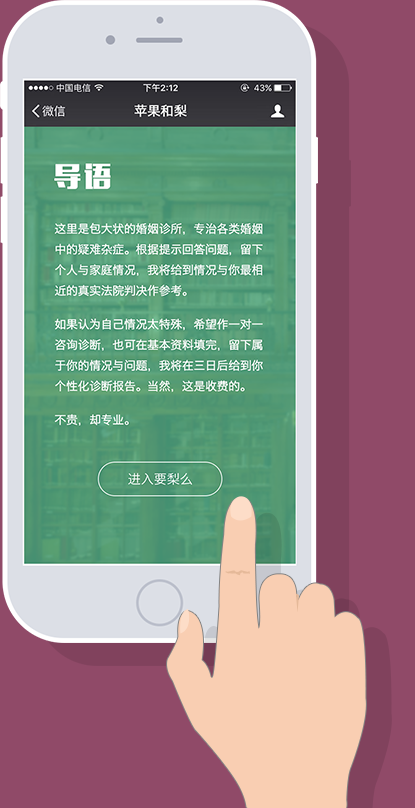 中国电信 下午2:12 43%
微信 苹果和梨
导语
这里是包大状的婚姻诊所，专治各类婚姻
中的疑难杂症。根据提示回答问题，留下
个人与家庭情况，我将给到情况与你最相
近的真实法院判决作参考。
如果认为自己情况太特殊，希望作一对一
咨询诊断，也可在基本资料填完，留下属
于你的情况与问题，我将在三日后给到你
个性化诊断报告。当然，这是收费的。
不贵，却专业。
进入要梨么